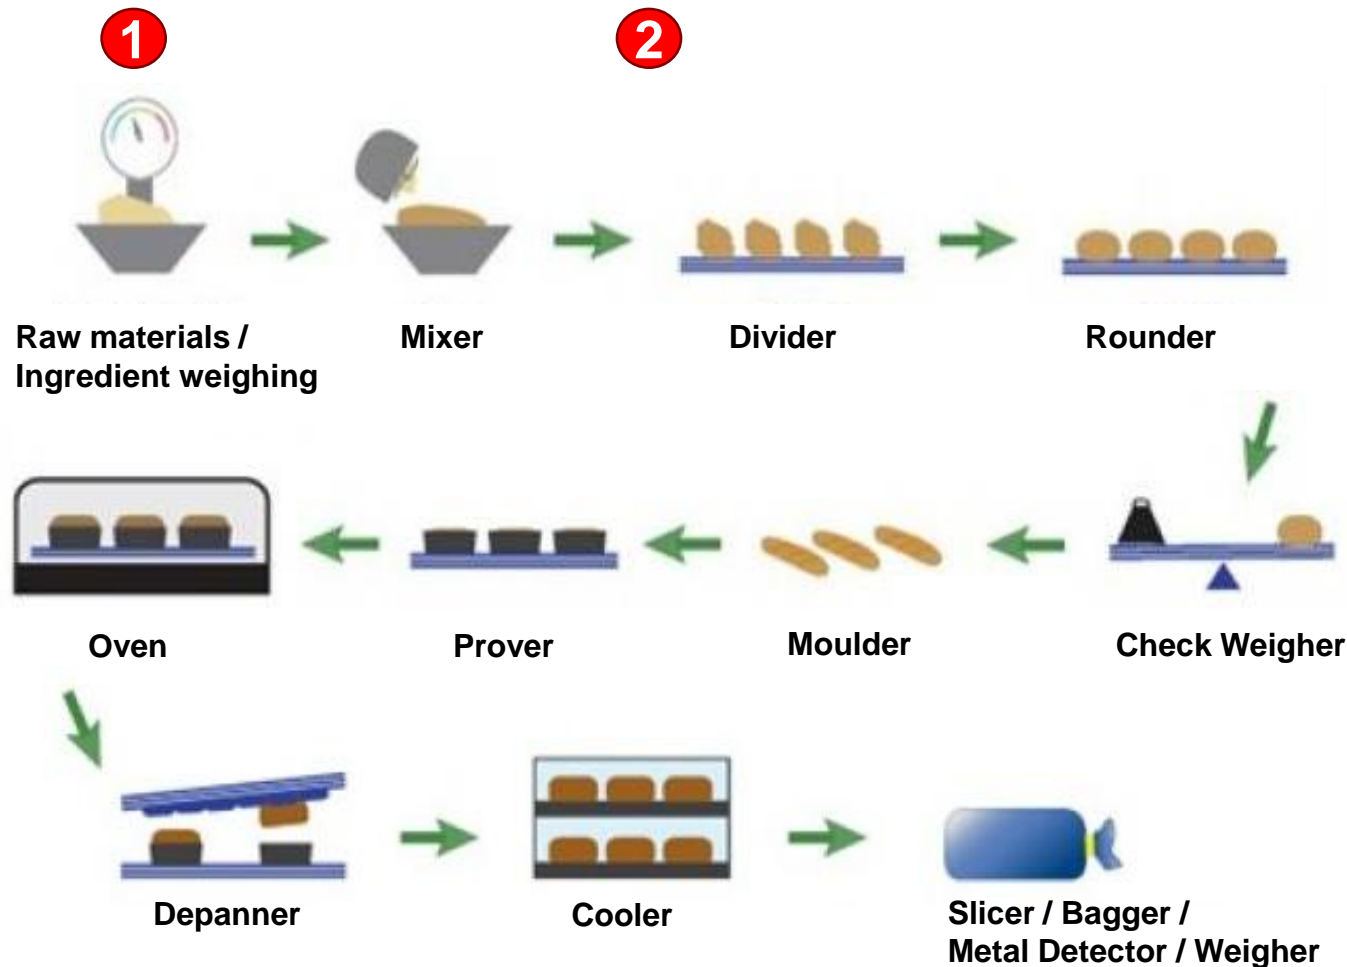 1
2
Raw materials /
Ingredient weighing
Mixer
Divider
Rounder
Oven
Prover
Moulder
Check Weigher
Depanner
Cooler
Slicer / Bagger /
Metal Detector / Weigher